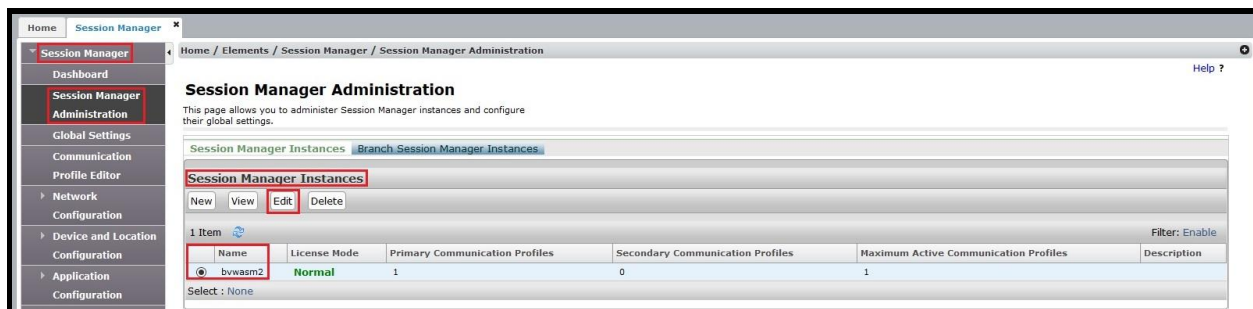 Home Session Manager ×
Session Manager
Dashboard
Session Manager
Administration
Global Settings
Communication
Profile Editor
Network
Configuration
Device and Location
Configuration
Application
Configuration
Home / Elements / Session Manager / Session Manager Administration
Help ?
Session Manager Administration
This page allows you to administer Session Manager instances and configure
their global settings.
Session Manager Instances Branch Session Manager Instances
Session Manager Instances
New View Edit Delete
1 Item Filter: Enable
Name License Mode Primary Communication Profiles Secondary Communication Profiles Maximum Active Communication Profiles Description
bvwasm2 Normal 1 0 1
Select : None